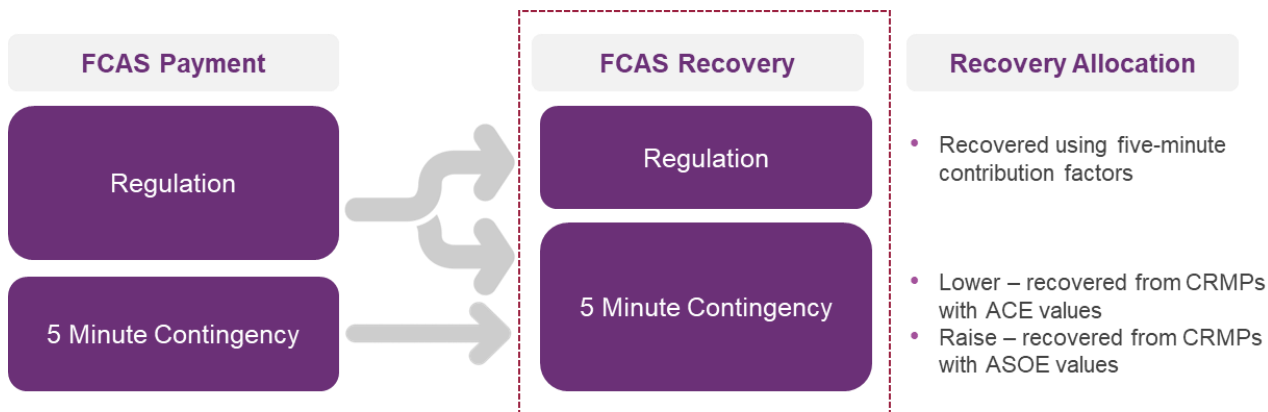 FCAS Payment
FCAS Recovery
Recovery Allocation
Regulation
Regulation
• Recovered using five-minute
contribution factors
5 Minute Contingency
5 Minute Contingency
• Lower – recovered from CRMPs
with ACE values
• Raise – recovered from CRMPs
with ASOE values